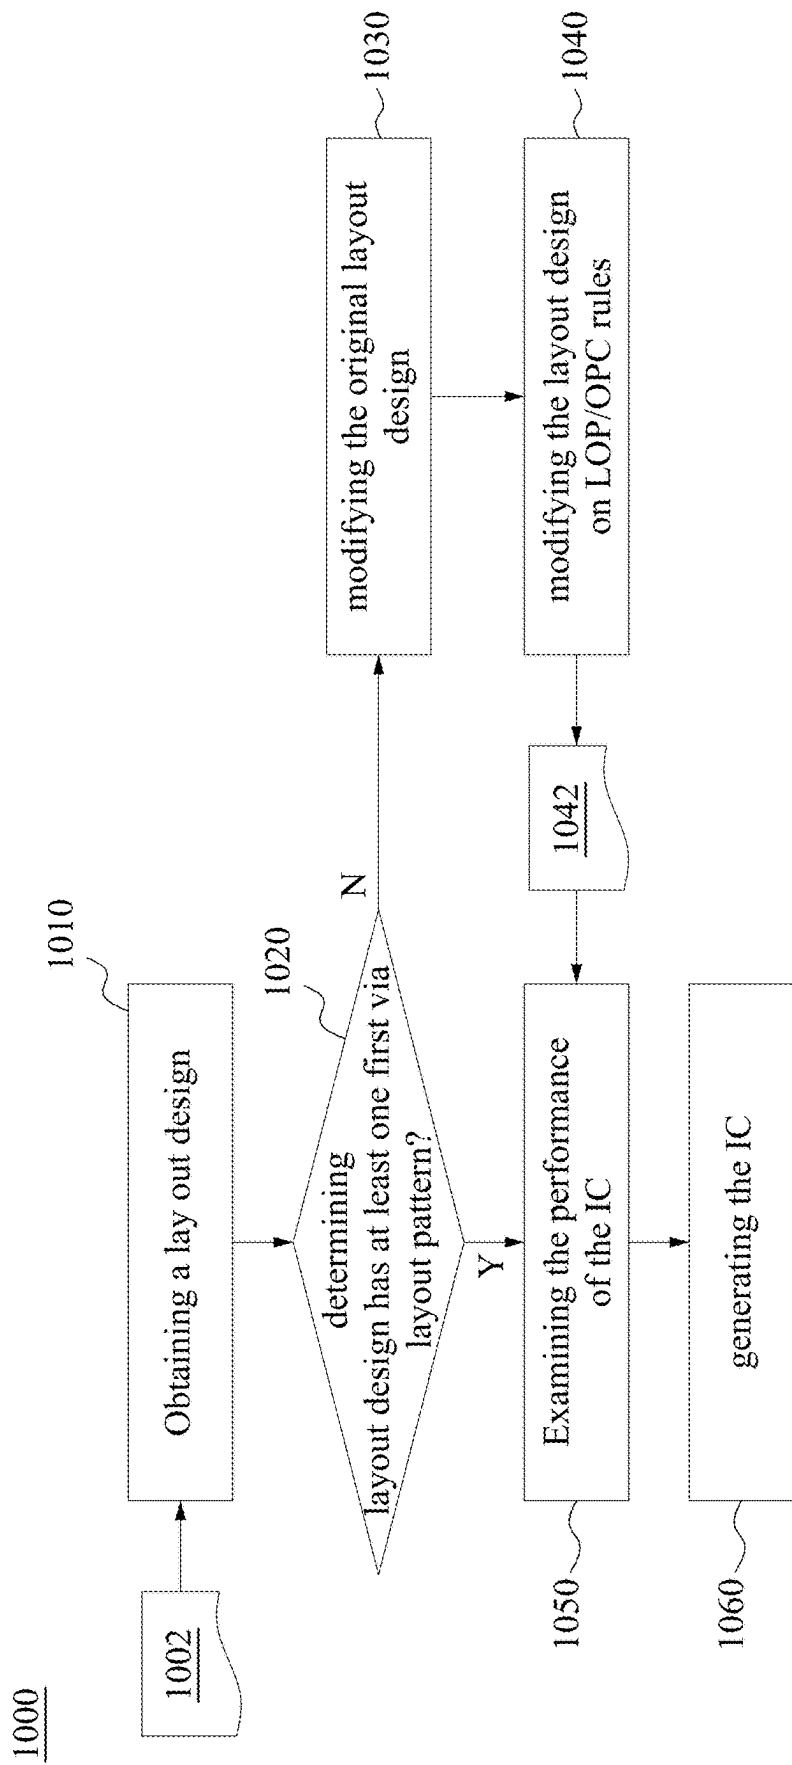 1000
1002
Obtaining a lay out design
1010
determining
layout design has at least one first via
layout pattern?
1020
N
Y
modifying the original layout
design
1030
modifying the layout design
on LOP/OPC rules
1040
1042
Examining the performance
of the IC
1050
generating the IC
1060